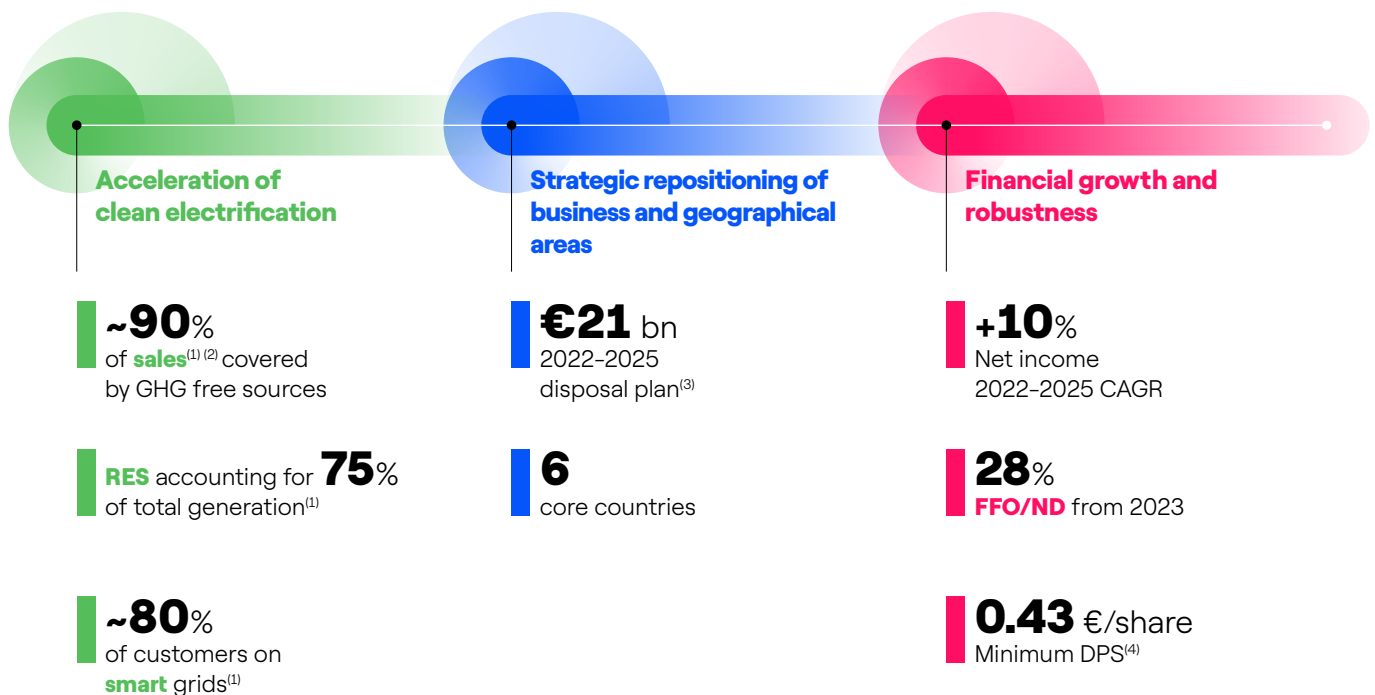 Acceleration of
clean electrification
~90%
of sales(1) (2) covered
by GHG free sources
RES accounting for 75%
of total generation(1)
~80%
of customers on
smart grids(1)
Strategic repositioning of
business and geographical
areas
€21 bn
2022-2025
disposal plan(3)
6
core countries
Financial growth and
robustness
+10%
Net income
2022-2025 CAGR
28%
FFO/ND from 2023
0.43 €/share
Minimum DPS(4)